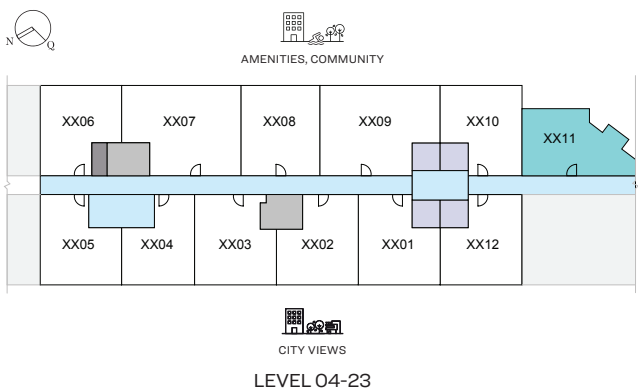 N
Q
AMENITIES, COMMUNITY
XX06 XX07 XX08 XX09 XX10 XX11
XX05 XX04 XX03 XX02 XX01 XX12
CITY VIEWS
LEVEL 04-23